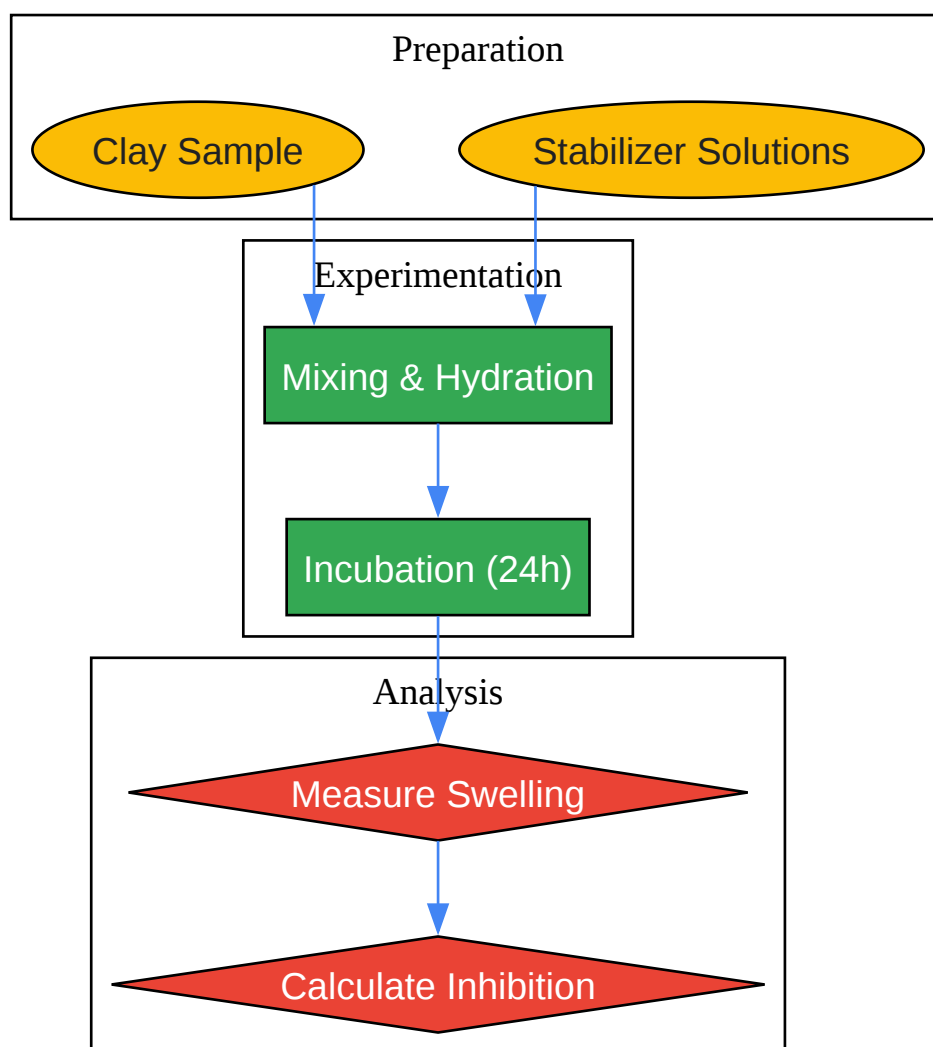 Preparation
Clay Sample
Stabilizer Solutions
Experimentation
Mixing & Hydration
Incubation (24h)
Analysis
Measure Swelling
Calculate Inhibition